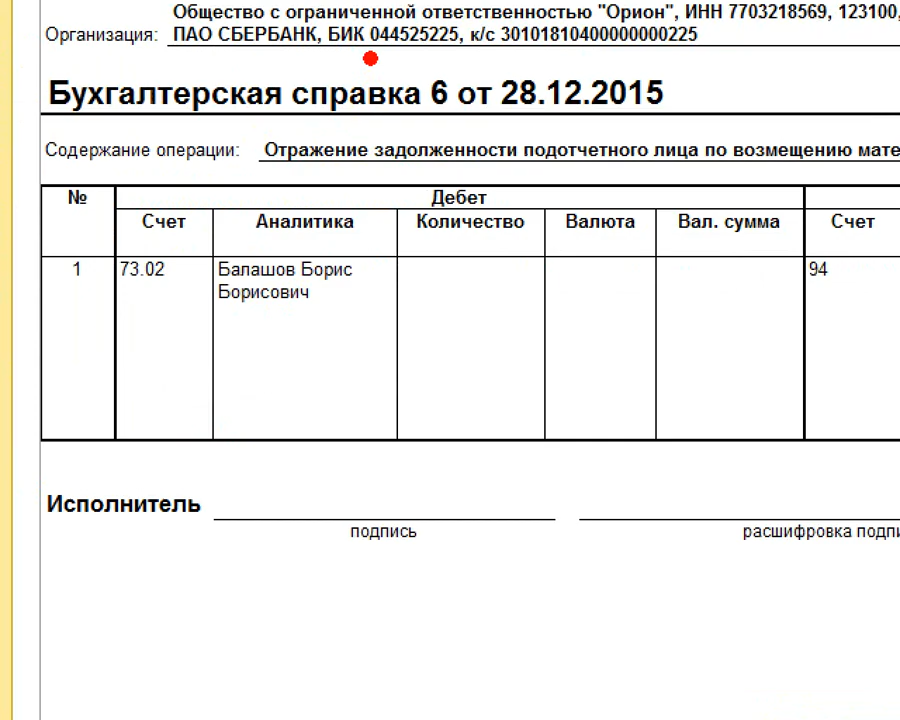 Общество с ограниченной ответственностью "Орион", ИНН 7703218569, 123100,
Организация: ПАО СБЕРБАНК, БИК 044525225, к/с 30101810400000000225
Бухгалтерская справка 6 от 28.12.2015
Содержание операции: Отражение задолженности подотчетного лица по возмещению мате
№ Дебет
Счет Аналитика Количество Валюта Вал. сумма Счет
1 73.02 Балашов Борис 94
Борисович
Исполнитель
подпись расшифровка подпи